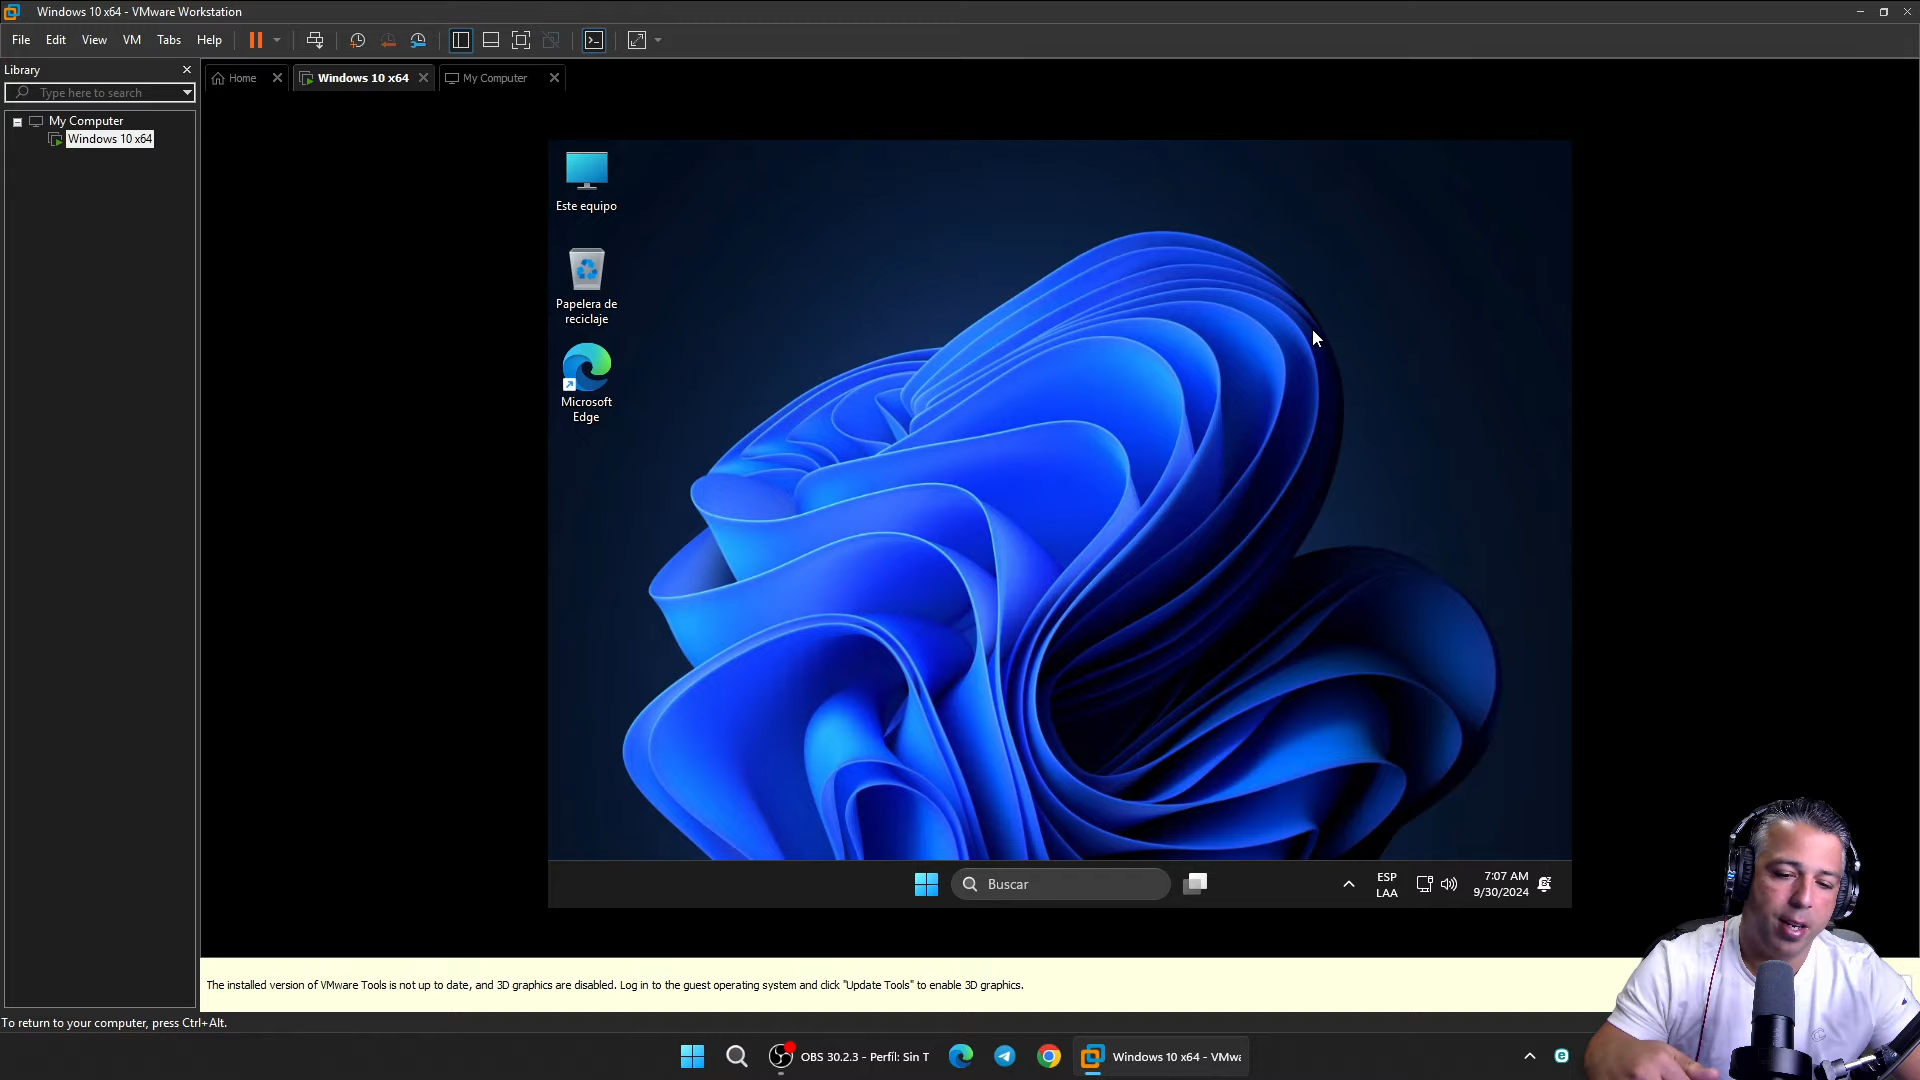 Windows 10 x64 - VMware Workstation
File Edit View VM Tabs Help
Library
Type here to search
My Computer
Windows 10 x64
Home
Windows 10 x64
My Computer
Este equipo
Papelera de
reciclaje
Microsoft
Edge
Buscar
ESP
LAA
7:07 AM
9/30/2024
The installed version of VMware Tools is not up to date, and 3D graphics are disabled. Log in to the guest operating system and click "Update Tools" to enable 3D graphics.
To return to your computer, press Ctrl+Alt.
OBS 30.2.3 - Perfil: Sin T
Windows 10 x64 - VMwa